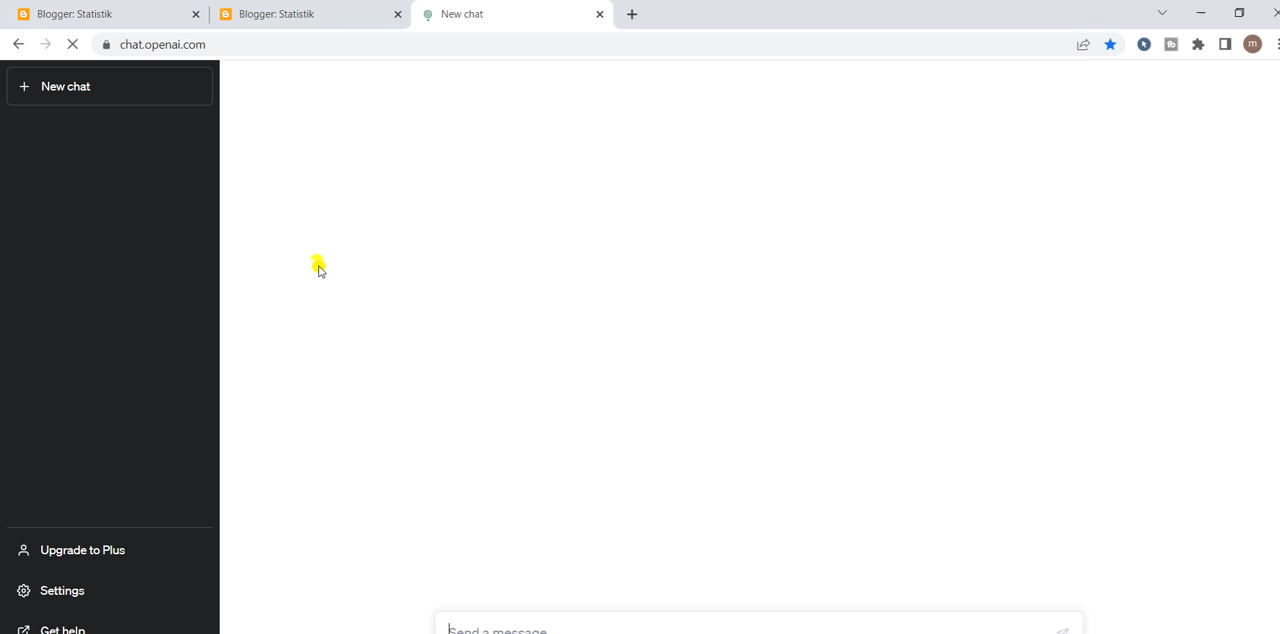 Blogger: Statistik
Blogger: Statistik
New chat
chat.openai.com
m
New chat
Upgrade to Plus
Settings
Get help
Send a message